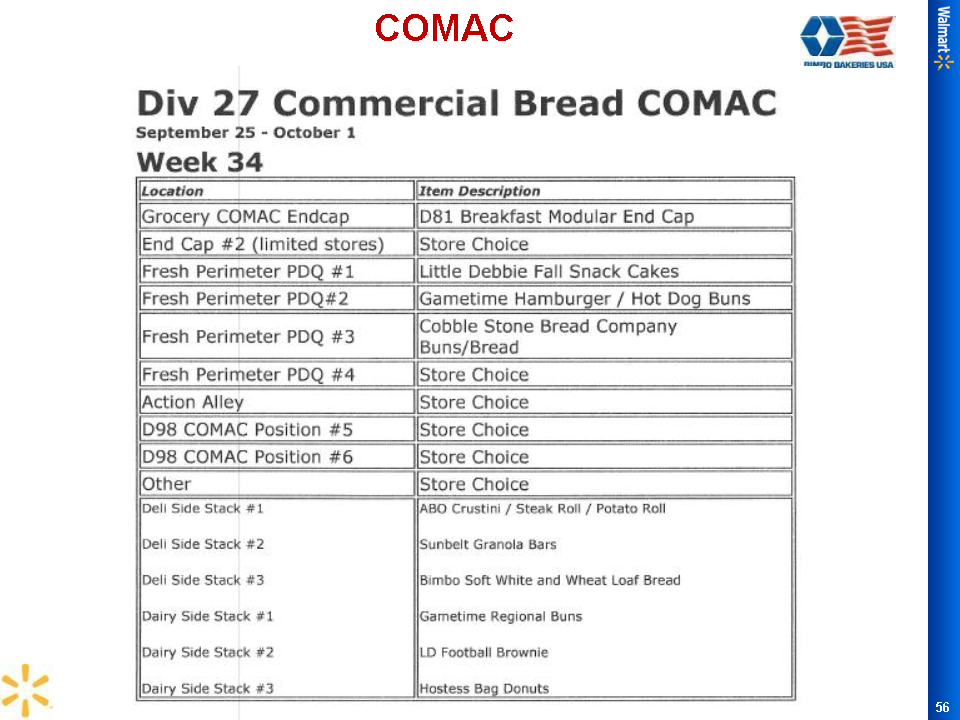 COMAC
BIMBO BAKERIES USA
Walmart
Div 27 Commercial Bread COMAC
September 25 - October 1
Week 34
Location Item Description
Grocery COMAC Endcap D81 Breakfast Modular End Cap
End Cap #2 (limited stores) Store Choice
Fresh Perimeter PDQ #1 Little Debbie Fall Snack Cakes
Fresh Perimeter PDQ#2 Gametime Hamburger / Hot Dog Buns
Fresh Perimeter PDQ #3 Cobble Stone Bread Company
Buns/Bread
Fresh Perimeter PDQ #4 Store Choice
Action Alley Store Choice
D98 COMAC Position #5 Store Choice
D98 COMAC Position #6 Store Choice
Other Store Choice
Deli Side Stack #1 ABO Crustini / Steak Roll / Potato Roll
Deli Side Stack #2 Sunbelt Granola Bars
Deli Side Stack #3 Bimbo Soft White and Wheat Loaf Bread
Dairy Side Stack #1 Gametime Regional Buns
Dairy Side Stack #2 LD Football Brownie
Dairy Side Stack #3 Hostess Bag Donuts
56